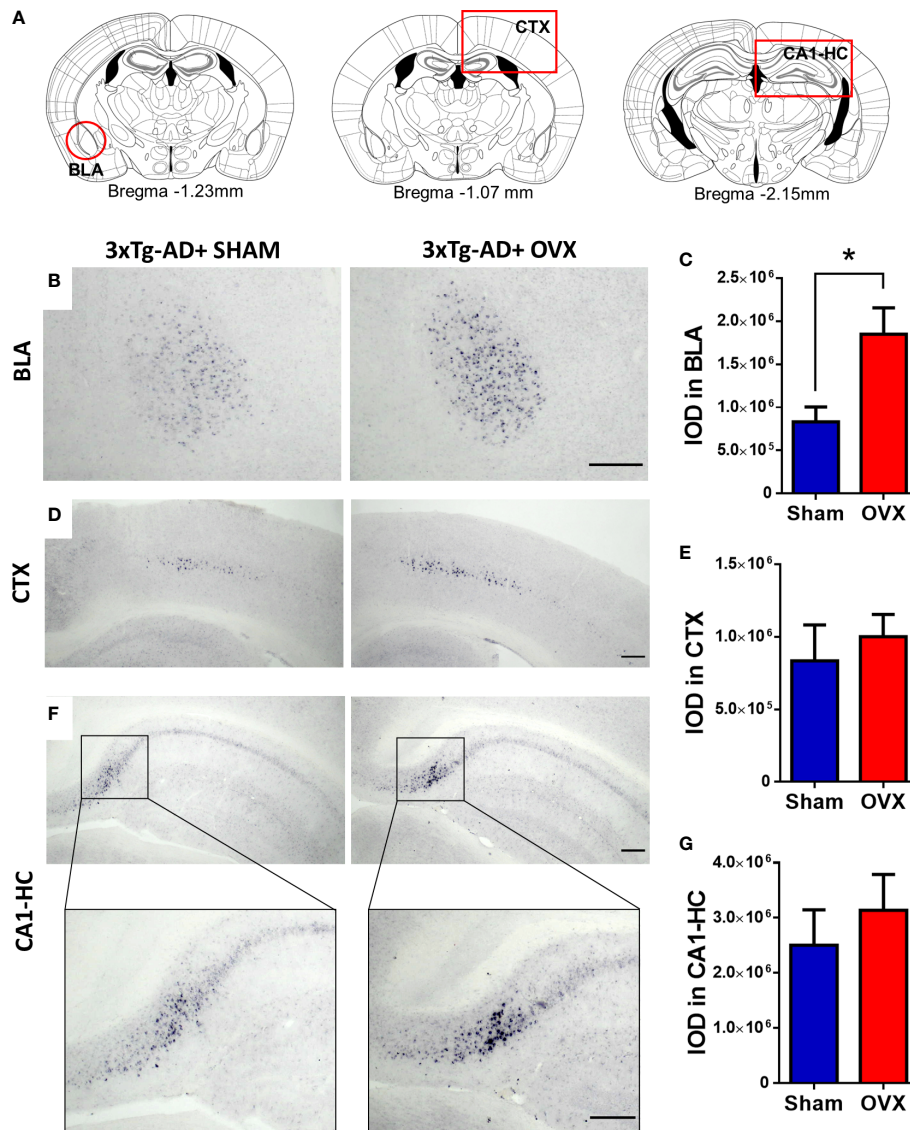 A
CTX
CA1-HC
BLA
Bregma -1.23mm
Bregma -1.07 mm
Bregma -2.15mm
3xTg-AD+ SHAM
3xTg-AD+ OVX
B
BLA
C
IOD in BLA
2.5×10⁶
2.0×10⁶
1.5×10⁶
1.0×10⁶
5.0×10⁵
0
*
Sham
OVX
D
CTX
E
IOD in CTX
1.5×10⁶
1.0×10⁶
5.0×10⁵
0
Sham
OVX
F
CA1-HC
G
IOD in CA1-HC
4.0×10⁶
3.0×10⁶
2.0×10⁶
1.0×10⁶
0
Sham
OVX